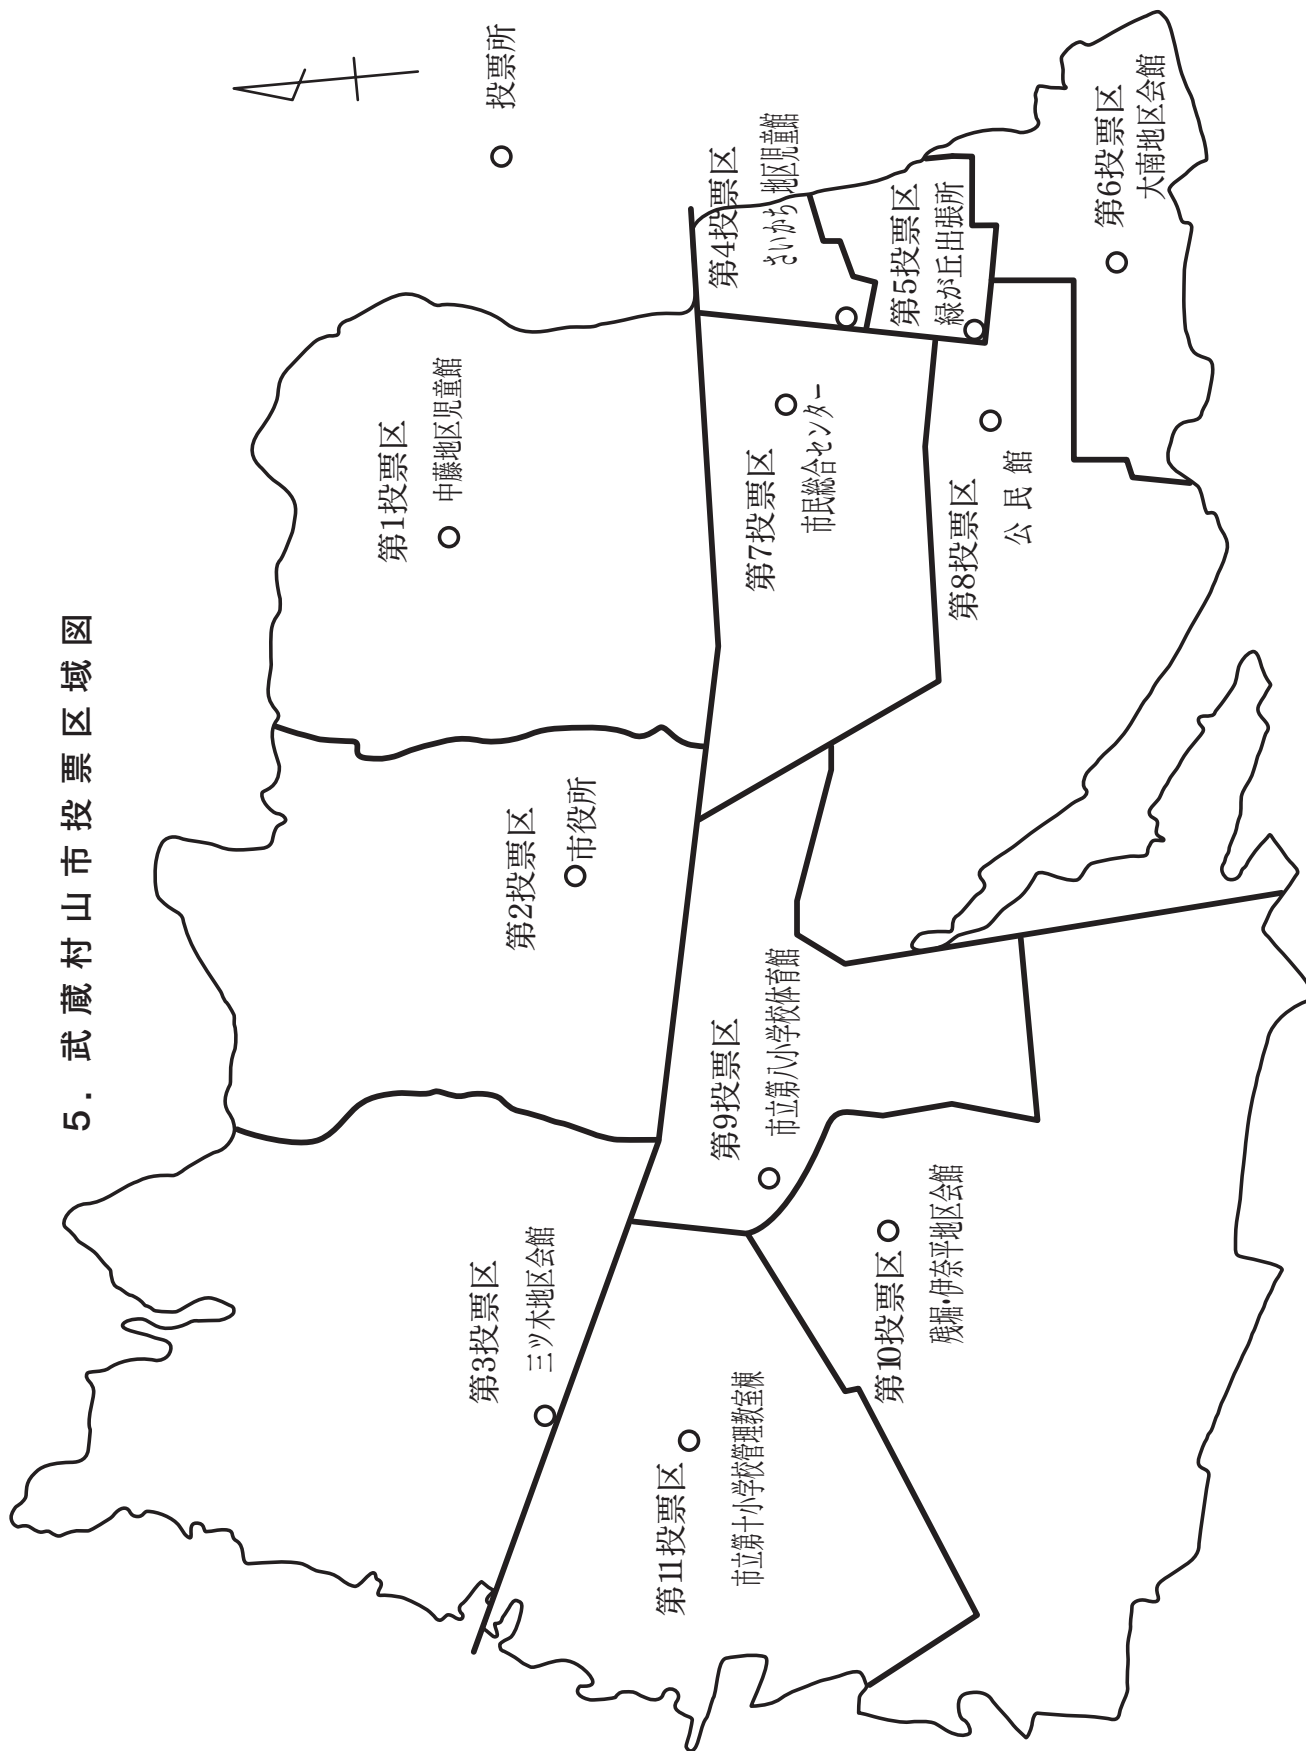 5．武蔵村山市投票区域図
投票所
第1投票区
中藤地区児童館
第2投票区
市役所
第3投票区
三ツ木地区会館
第4投票区
さいかち地区児童館
第5投票区
緑が丘出張所
第6投票区
大南地区会館
第7投票区
市民総合センター
第8投票区
公民館
第9投票区
市立第八小学校体育館
第10投票区
残堀・伊奈平地区会館
第11投票区
市立第十小学校管理教室棟